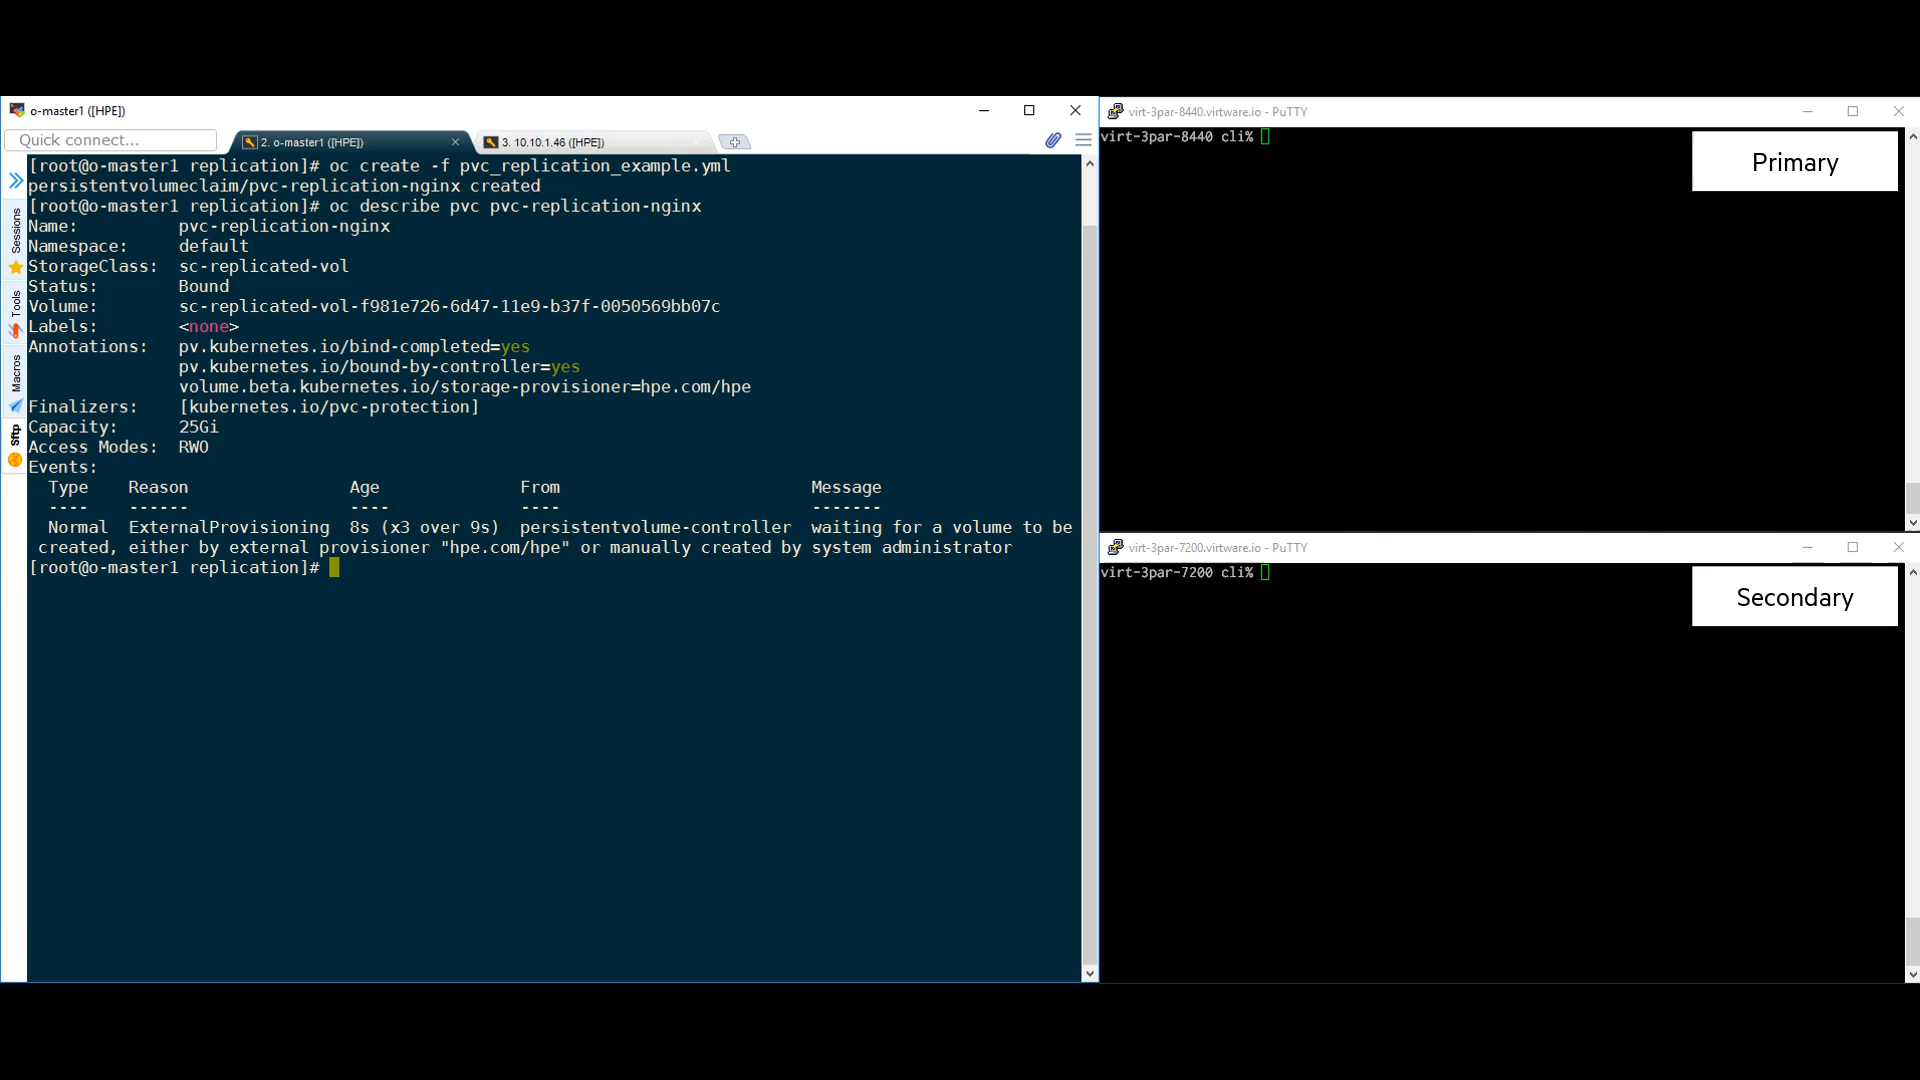 o-master1 ([HPE])
Quick connect...
2. o-master1 ([HPE])
3. 10.10.1.46 ([HPE])
Sessions
Tools
Macros
Sftp
[root@o-master1 replication]# oc create -f pvc_replication_example.yml
persistentvolumeclaim/pvc-replication-nginx created
[root@o-master1 replication]# oc describe pvc pvc-replication-nginx
Name:          pvc-replication-nginx
Namespace:     default
StorageClass:  sc-replicated-vol
Status:        Bound
Volume:        sc-replicated-vol-f981e726-6d47-11e9-b37f-0050569bb07c
Labels:        <none>
Annotations:   pv.kubernetes.io/bind-completed=yes
               pv.kubernetes.io/bound-by-controller=yes
               volume.beta.kubernetes.io/storage-provisioner=hpe.com/hpe
Finalizers:    [kubernetes.io/pvc-protection]
Capacity:      25Gi
Access Modes:  RWO
Events:
  Type    Reason                Age              From                         Message
  ----    ------                ----             ----                         -------
  Normal  ExternalProvisioning  8s (x3 over 9s)  persistentvolume-controller  waiting for a volume to be
 created, either by external provisioner "hpe.com/hpe" or manually created by system administrator
[root@o-master1 replication]#
virt-3par-8440.virtware.io - PuTTY
virt-3par-8440 cli%
Primary
virt-3par-7200.virtware.io - PuTTY
virt-3par-7200 cli%
Secondary